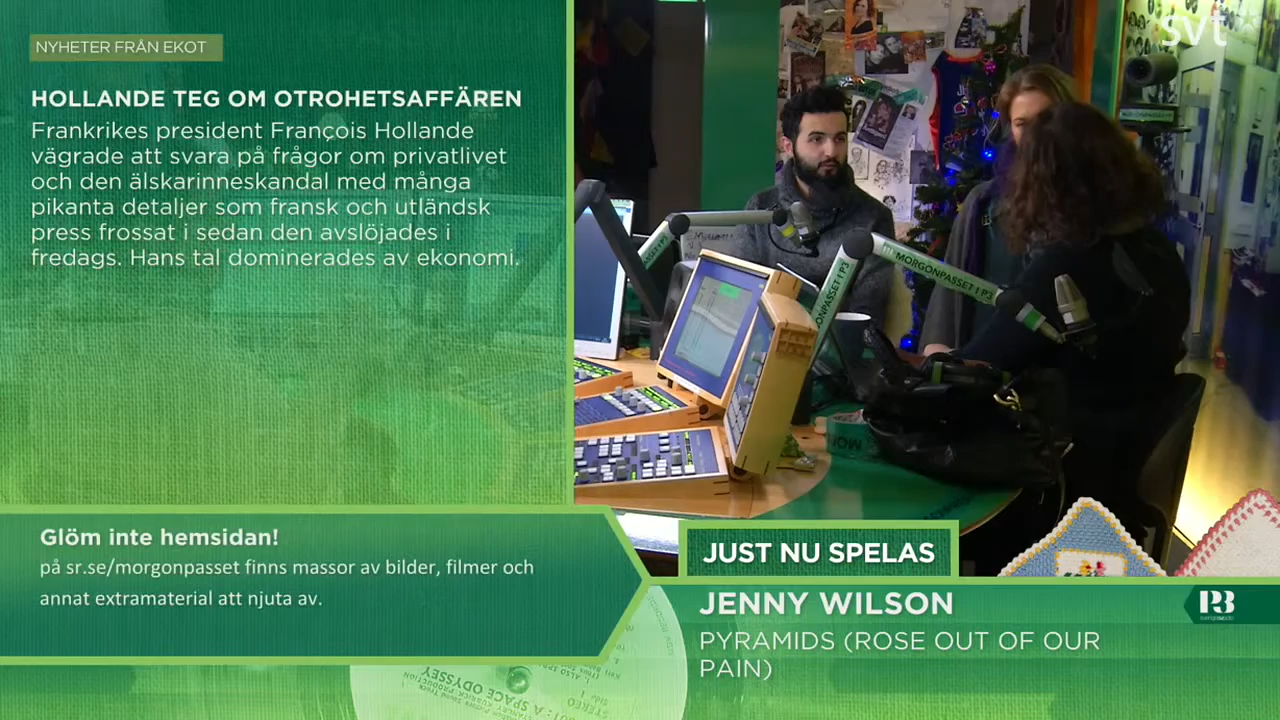 NYHETER FRÅN EKOT
HOLLANDE TEG OM OTROHETSAFFÄREN
Frankrikes president François Hollande
vägrade att svara på frågor om privatlivet
och den älskarinneskandal med många
pikanta detaljer som fransk och utländsk
press frossat i sedan den avslöjades i
fredags. Hans tal dominerades av ekonomi.
svt
MORGONPASSET I P3
Glöm inte hemsidan!
på sr.se/morgonpasset finns massor av bilder, filmer och
annat extramaterial att njuta av.
JUST NU SPELAS
JENNY WILSON
PYRAMIDS (ROSE OUT OF OUR
PAIN)
P3
STEREO
A SPACE ODYSSEY